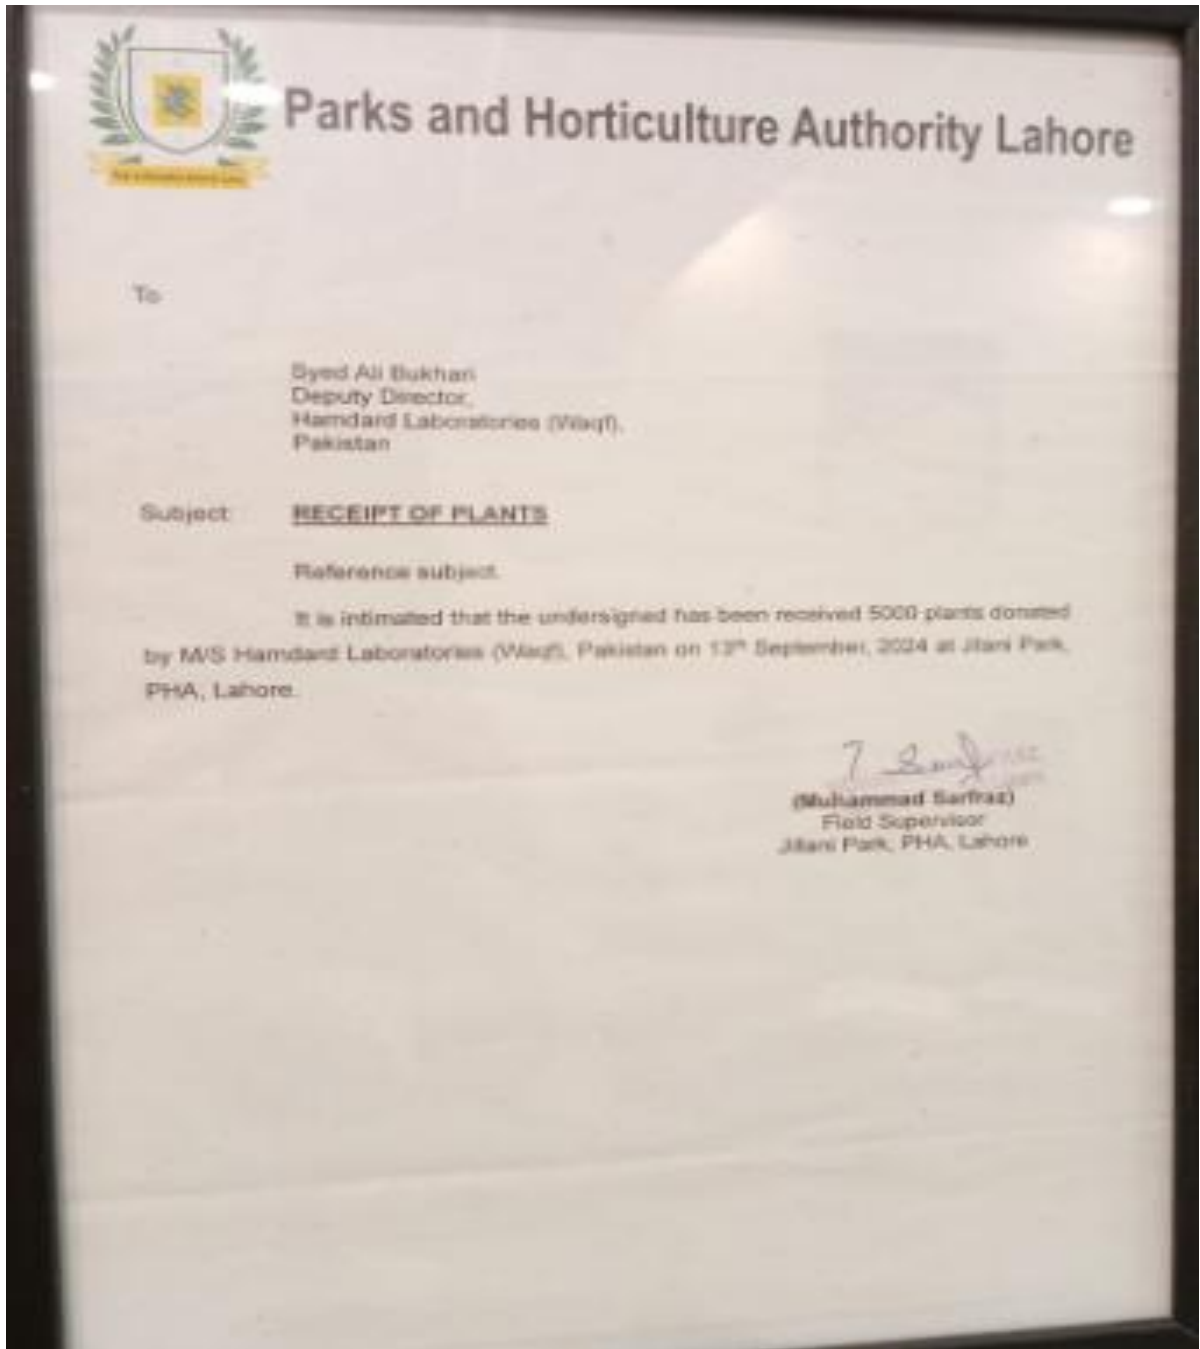 Parks and Horticulture Authority Lahore
To
Syed Ali Bukhari
Deputy Director,
Hamdard Laboratories (Waqf),
Pakistan
Subject: RECEIPT OF PLANTS
Reference subject.
It is intimated that the undersigned has been received 5000 plants donated
by M/S Hamdard Laboratories (Waqf), Pakistan on 13th September, 2024 at Jilani Park,
PHA, Lahore.
(Muhammad Sarfraz)
Field Supervisor
Jillani Park, PHA, Lahore